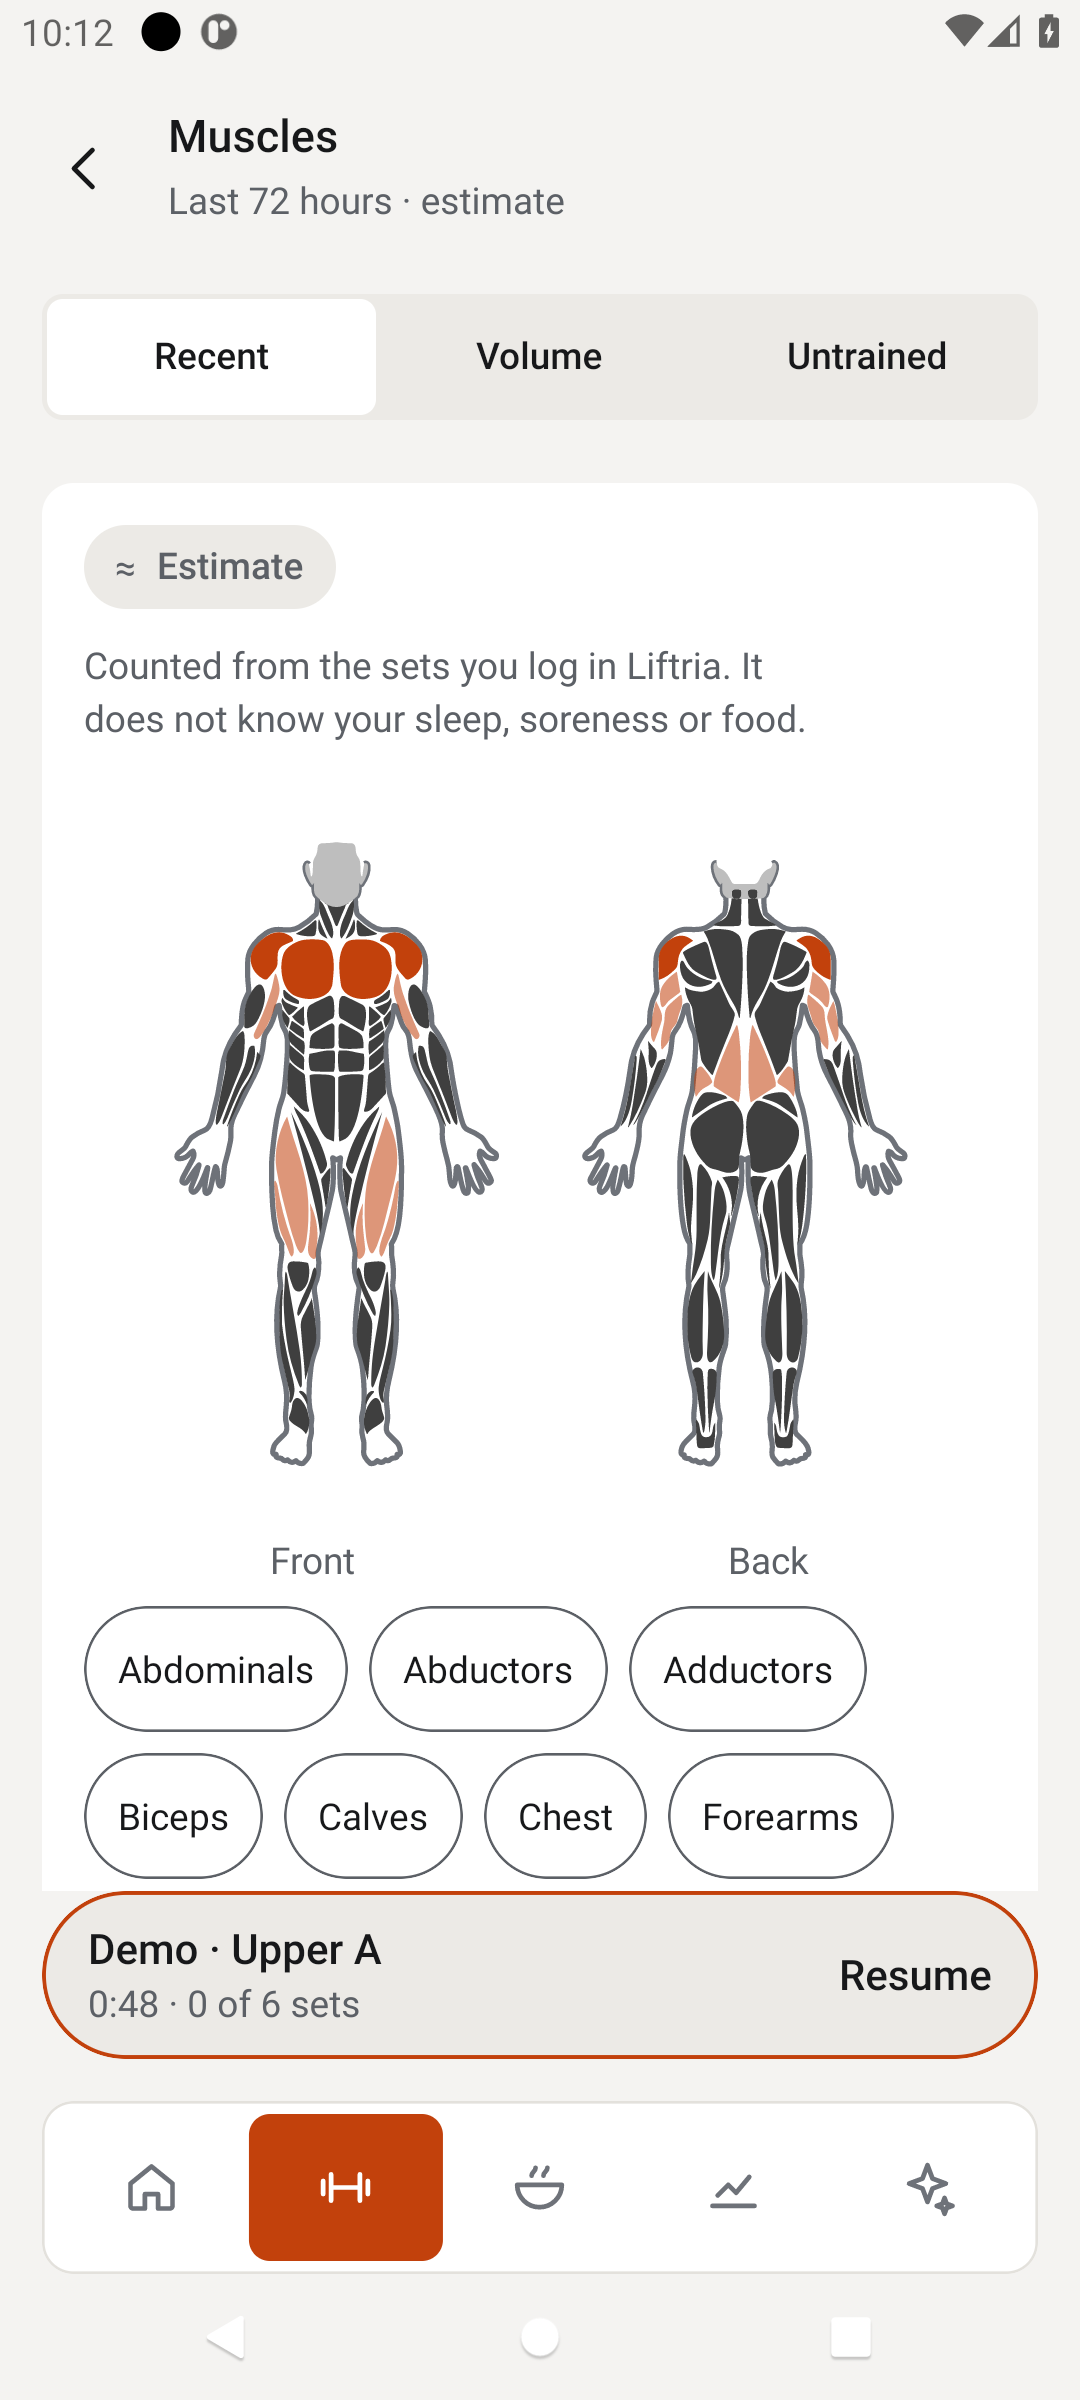 10:12
Muscles
Last 72 hours · estimate
Recent
Volume
Untrained
≈ Estimate
Counted from the sets you log in Liftria. It
does not know your sleep, soreness or food.
Front
Back
Abdominals
Abductors
Adductors
Biceps
Calves
Chest
Forearms
Demo · Upper A
0:48 · 0 of 6 sets
Resume